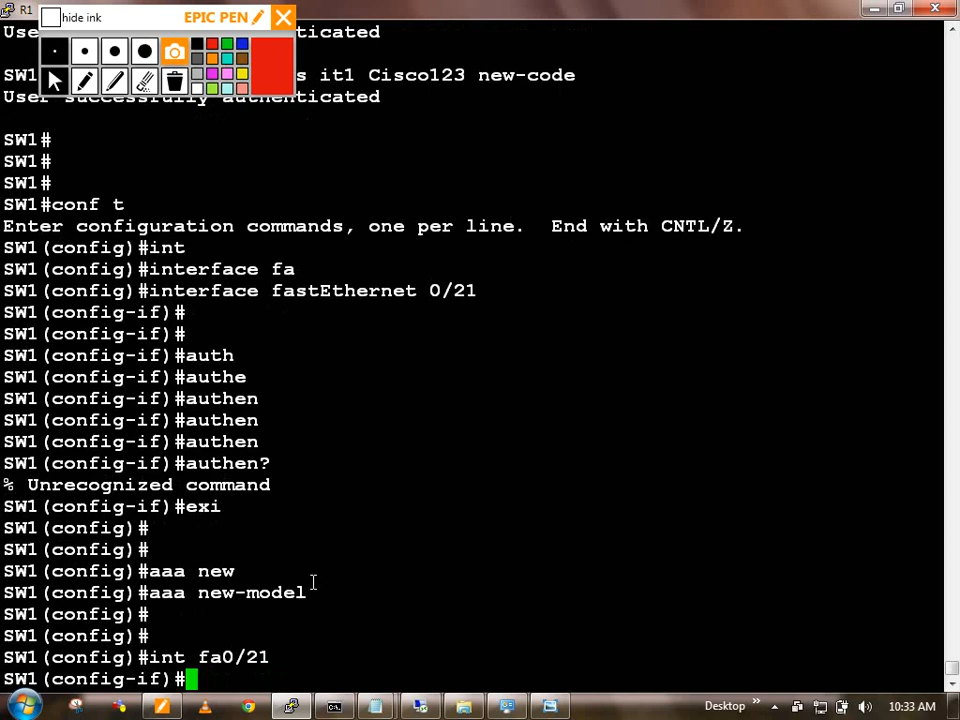 R1
hide ink
EPIC PEN
Use
nticated
SW1
s it1 Cisco123 new-code
User successfully authenticated
SW1#
SW1#
SW1#
SW1#conf t
Enter configuration commands, one per line.  End with CNTL/Z.
SW1(config)#int
SW1(config)#interface fa
SW1(config)#interface fastEthernet 0/21
SW1(config-if)#
SW1(config-if)#
SW1(config-if)#auth
SW1(config-if)#authe
SW1(config-if)#authen
SW1(config-if)#authen
SW1(config-if)#authen
SW1(config-if)#authen?
% Unrecognized command
SW1(config-if)#exi
SW1(config)#
SW1(config)#
SW1(config)#aaa new
SW1(config)#aaa new-model
SW1(config)#
SW1(config)#
SW1(config)#int fa0/21
SW1(config-if)#
Desktop
10:33 AM